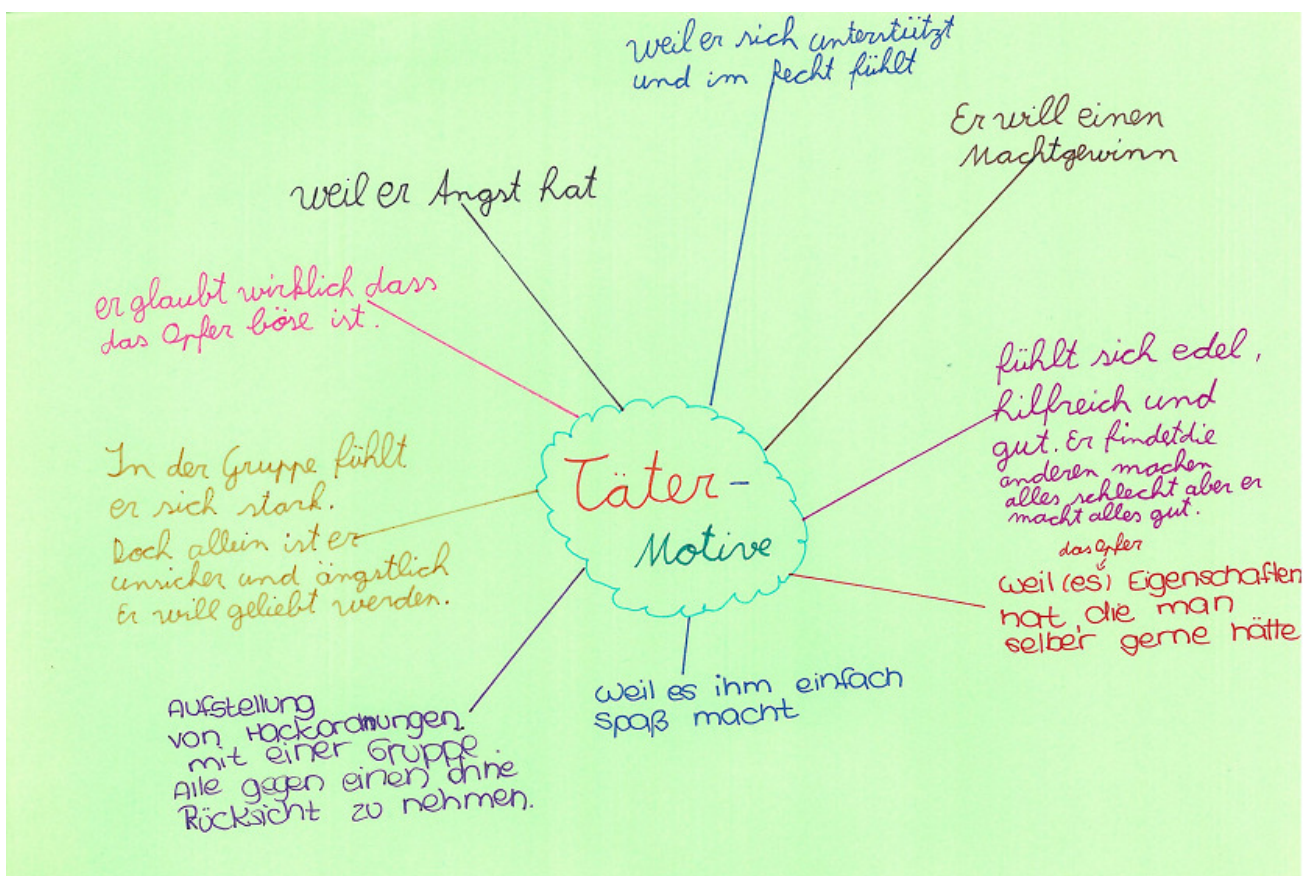 weil er sich unterstützt
und im Recht fühlt
Er will einen
Machtgewinn
weil er Angst hat
er glaubt wirklich dass
das Opfer böse ist.
fühlt sich edel,
hilfreich und
gut. Er findet die
anderen machen
alles schlecht aber er
macht alles gut.
In der Gruppe fühlt
er sich stark.
Doch allein ist er
unsicher und ängstlich
Er will geliebt werden.
Täter-
Motive
das Opfer
weil (es) Eigenschaften
hat, die man
selber gerne hätte
weil es ihm einfach
Spaß macht
Aufstellung
von Hackordnungen
mit einer Gruppe.
Alle gegen einen ohne
Rücksicht zu nehmen.